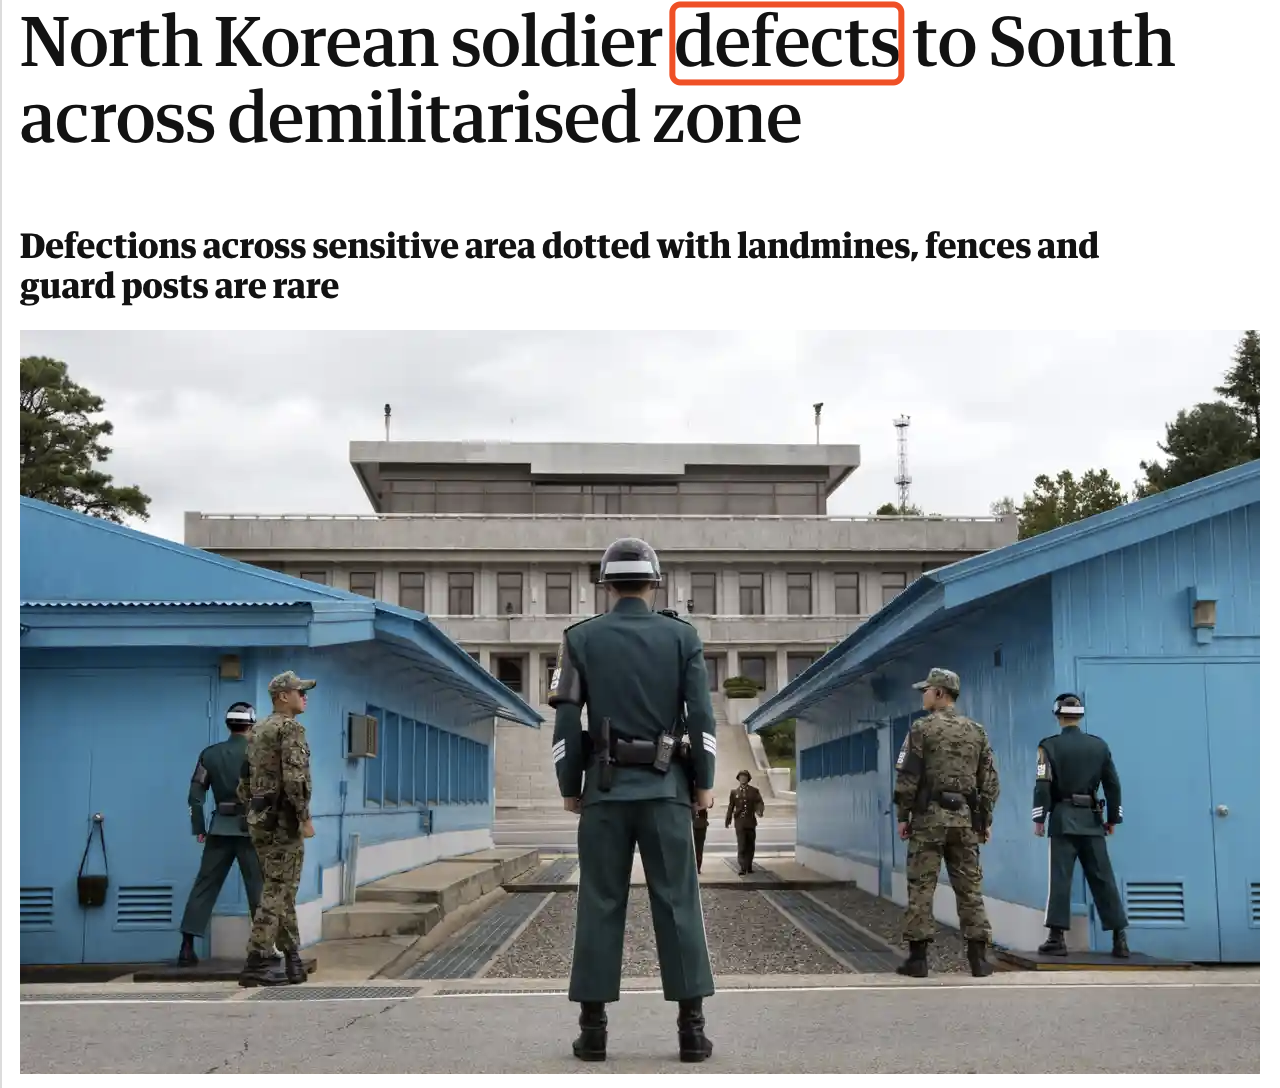 North Korean soldier defects to South
across demilitarised zone
Defections across sensitive area dotted with landmines, fences and
guard posts are rare